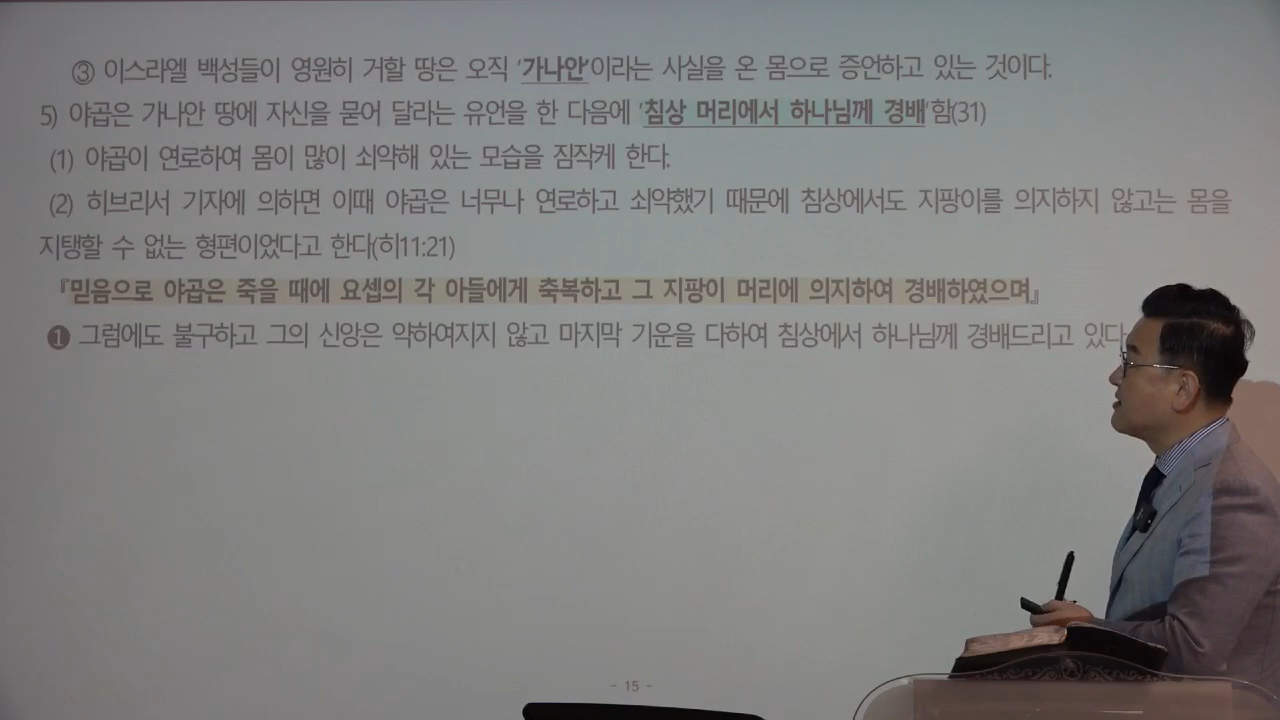 ③ 이스라엘 백성들이 영원히 거할 땅은 오직 '가나안'이라는 사실을 온 몸으로 증언하고 있는 것이다.
5) 야곱은 가나안 땅에 자신을 묻어 달라는 유언을 한 다음에 '침상 머리에서 하나님께 경배'함(31)
(1) 야곱이 연로하여 몸이 많이 쇠약해 있는 모습을 짐작케 한다.
(2) 히브리서 기자에 의하면 이때 야곱은 너무나 연로하고 쇠약했기 때문에 침상에서도 지팡이를 의지하지 않고는 몸을
지탱할 수 없는 형편이었다고 한다(히11:21)
『믿음으로 야곱은 죽을 때에 요셉의 각 아들에게 축복하고 그 지팡이 머리에 의지하여 경배하였으며』
❶ 그럼에도 불구하고 그의 신앙은 약하여지지 않고 마지막 기운을 다하여 침상에서 하나님께 경배드리고 있다
- 15 -